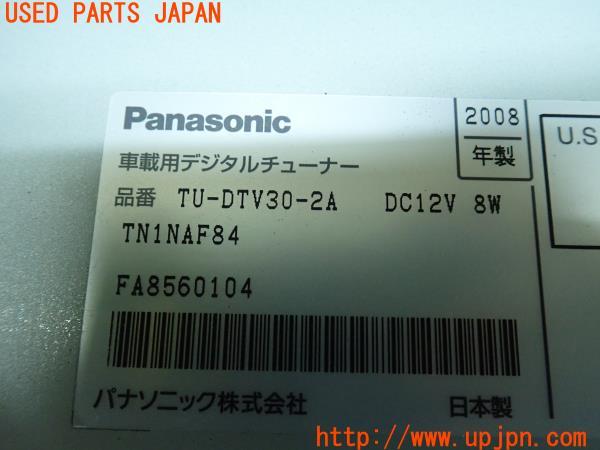 USED PARTS JAPAN
Panasonic
2008
年製
U.S
車載用デジタルチューナー
品番 TU-DTV30-2A DC12V 8W
TN1NAF84
FA8560104
パナソニック株式会社
日本製
http://www.upjpn.com